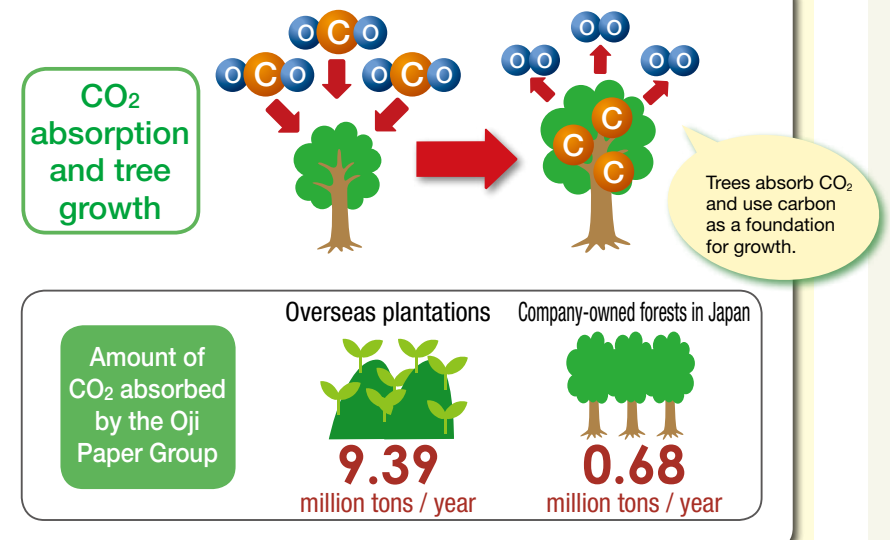 O C O
O C O
O C O
O O
O O
O O
C
C
C
CO₂
absorption
and tree
growth
Trees absorb CO₂
and use carbon
as a foundation
for growth.
Amount of
CO₂ absorbed
by the Oji
Paper Group
Overseas plantations
9.39
million tons / year
Company-owned forests in Japan
0.68
million tons / year